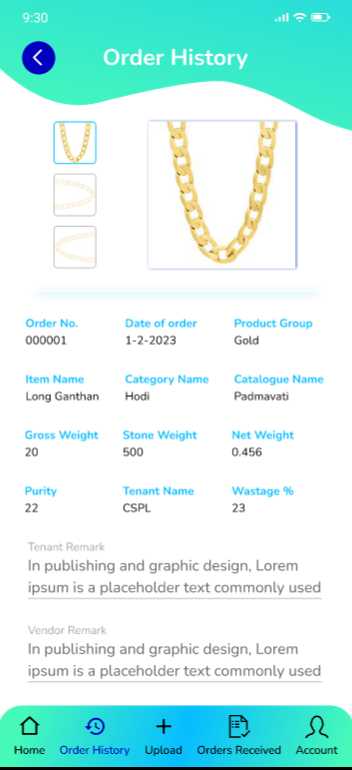 9:30
Order History
Order No. Date of order Product Group
000001 1-2-2023 Gold
Item Name Category Name Catalogue Name
Long Ganthan Hodi Padmavati
Gross Weight Stone Weight Net Weight
20 500 0.456
Purity Tenant Name Wastage %
22 CSPL 23
Tenant Remark
In publishing and graphic design, Lorem
ipsum is a placeholder text commonly used
Vendor Remark
In publishing and graphic design, Lorem
ipsum is a placeholder text commonly used
Home Order History Upload Orders Received Account